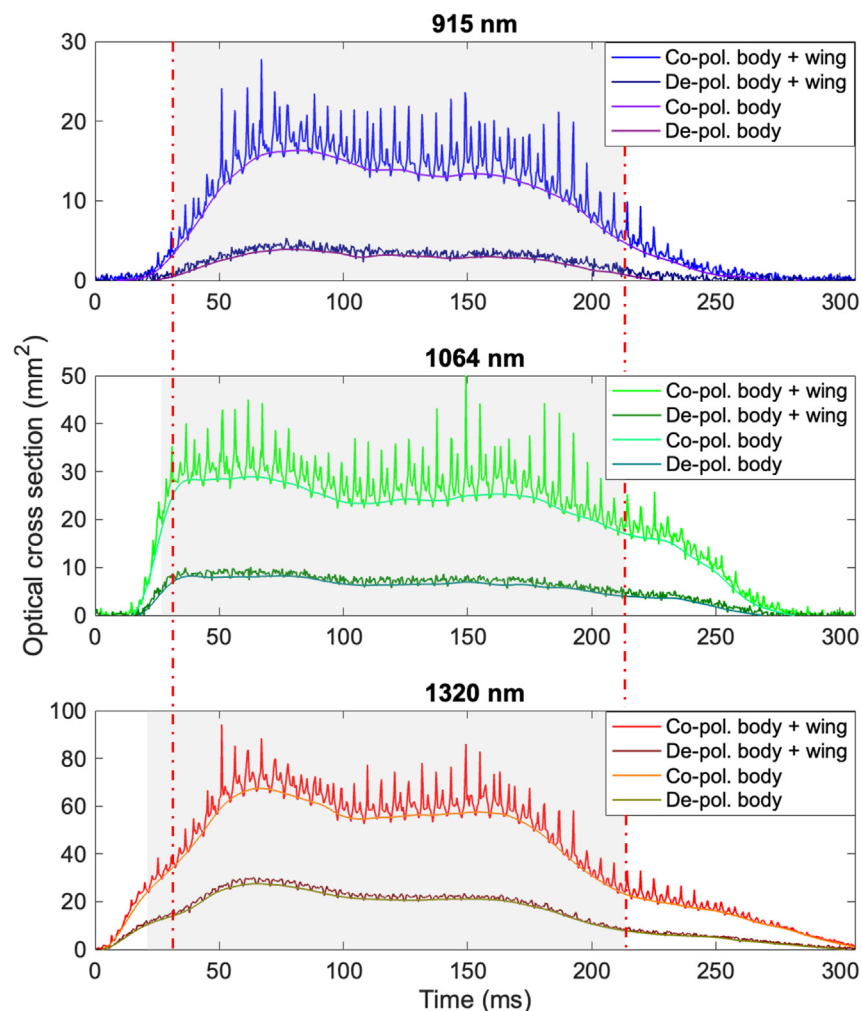 915 nm
30
20
10
0
Co-pol. body + wing
De-pol. body + wing
Co-pol. body
De-pol. body
0 50 100 150 200 250 300
Optical cross section (mm²)
1064 nm
50
40
30
20
10
0
Co-pol. body + wing
De-pol. body + wing
Co-pol. body
De-pol. body
0 50 100 150 200 250 300
1320 nm
100
80
60
40
20
0
Co-pol. body + wing
De-pol. body + wing
Co-pol. body
De-pol. body
0 50 100 150 200 250 300
Time (ms)